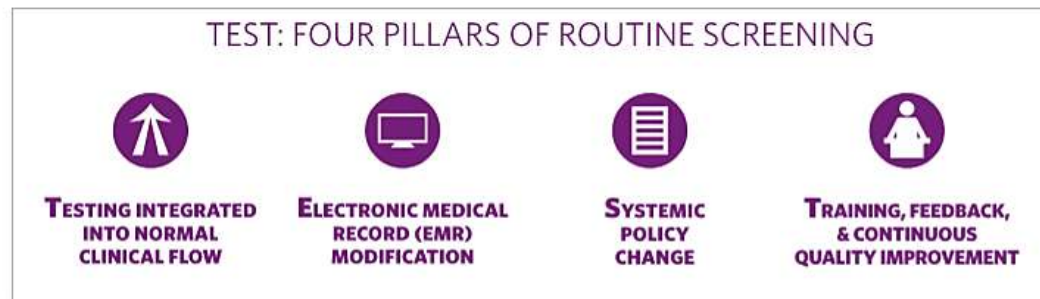 TEST: FOUR PILLARS OF ROUTINE SCREENING
TESTING INTEGRATED
INTO NORMAL
CLINICAL FLOW
ELECTRONIC MEDICAL
RECORD (EMR)
MODIFICATION
SYSTEMIC
POLICY
CHANGE
TRAINING, FEEDBACK,
& CONTINUOUS
QUALITY IMPROVEMENT